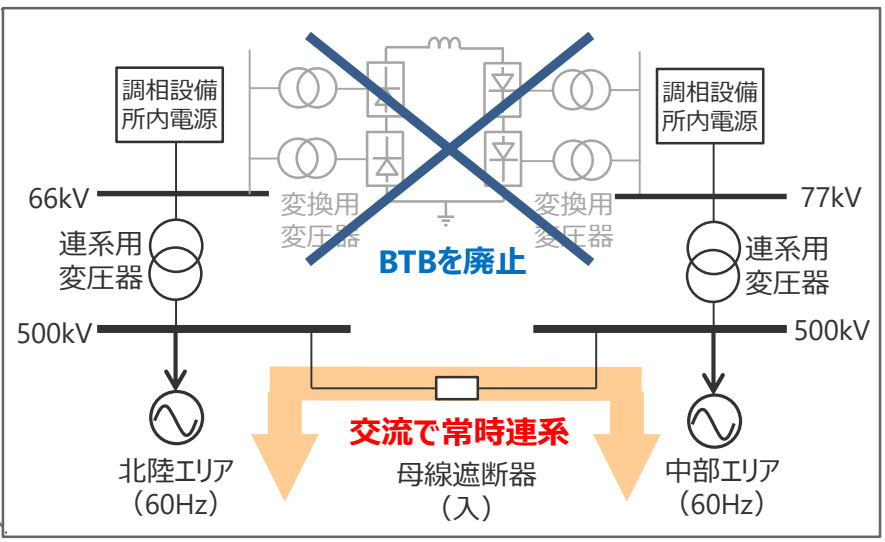 調相設備
所内電源
調相設備
所内電源
66kV
77kV
変換用
変圧器
変換用
変圧器
連系用
変圧器
BTBを廃止
連系用
変圧器
500kV
500kV
交流で常時連系
北陸エリア
（60Hz）
母線遮断器
（入）
中部エリア
（60Hz）